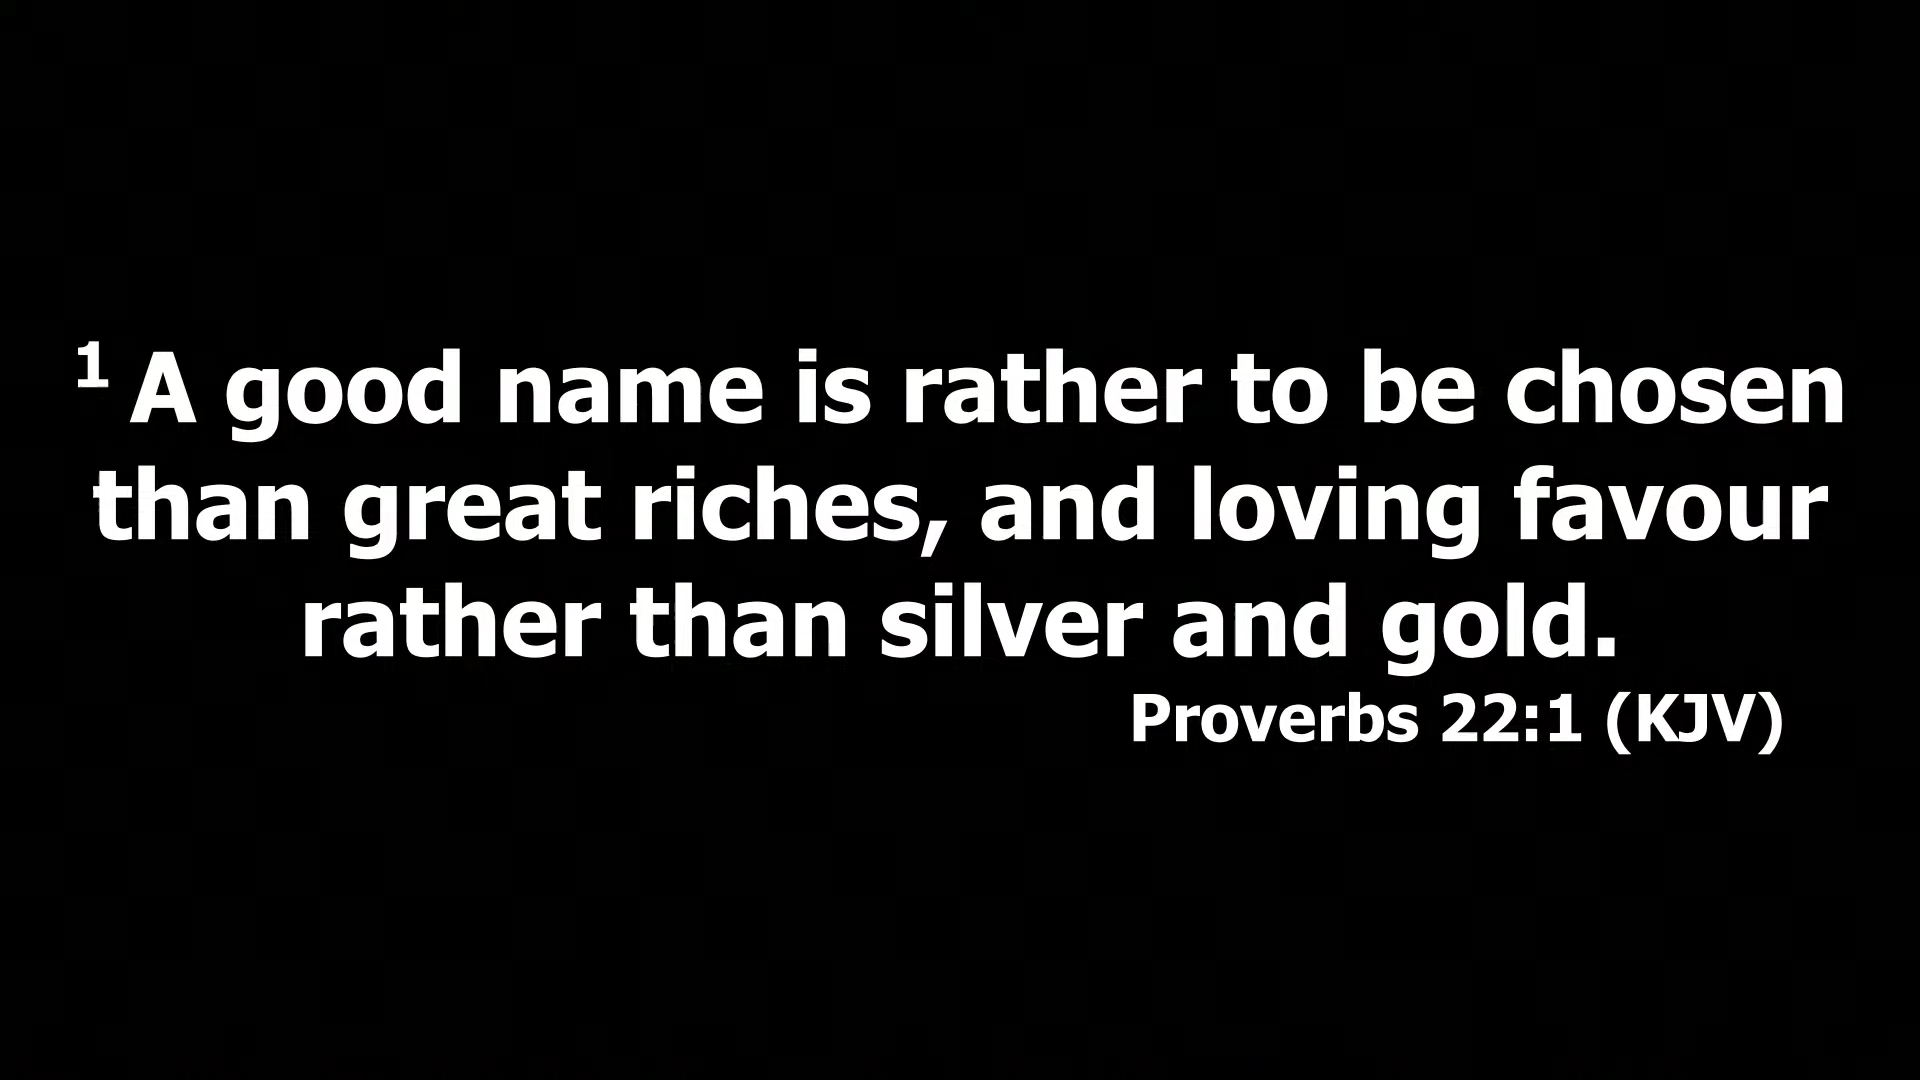 1 A good name is rather to be chosen
than great riches, and loving favour
rather than silver and gold.
Proverbs 22:1 (KJV)